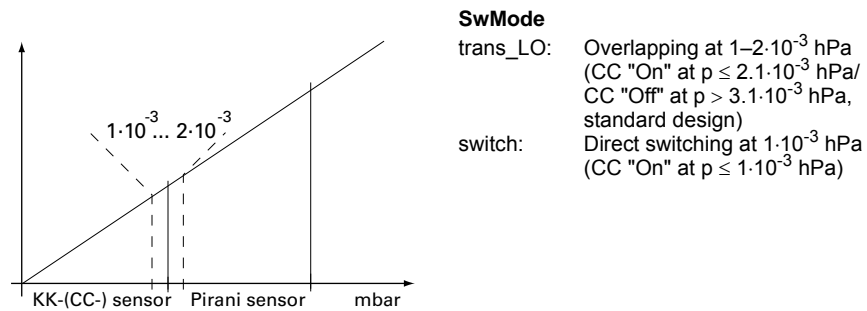 1·10-3... 2·10-3
KK-(CC-) sensor Pirani sensor mbar
SwMode
trans_LO: Overlapping at 1–2·10-3 hPa
(CC "On" at p ≤ 2.1·10-3 hPa/
CC "Off" at p > 3.1·10-3 hPa,
standard design)
switch: Direct switching at 1·10-3 hPa
(CC "On" at p ≤ 1·10-3 hPa)